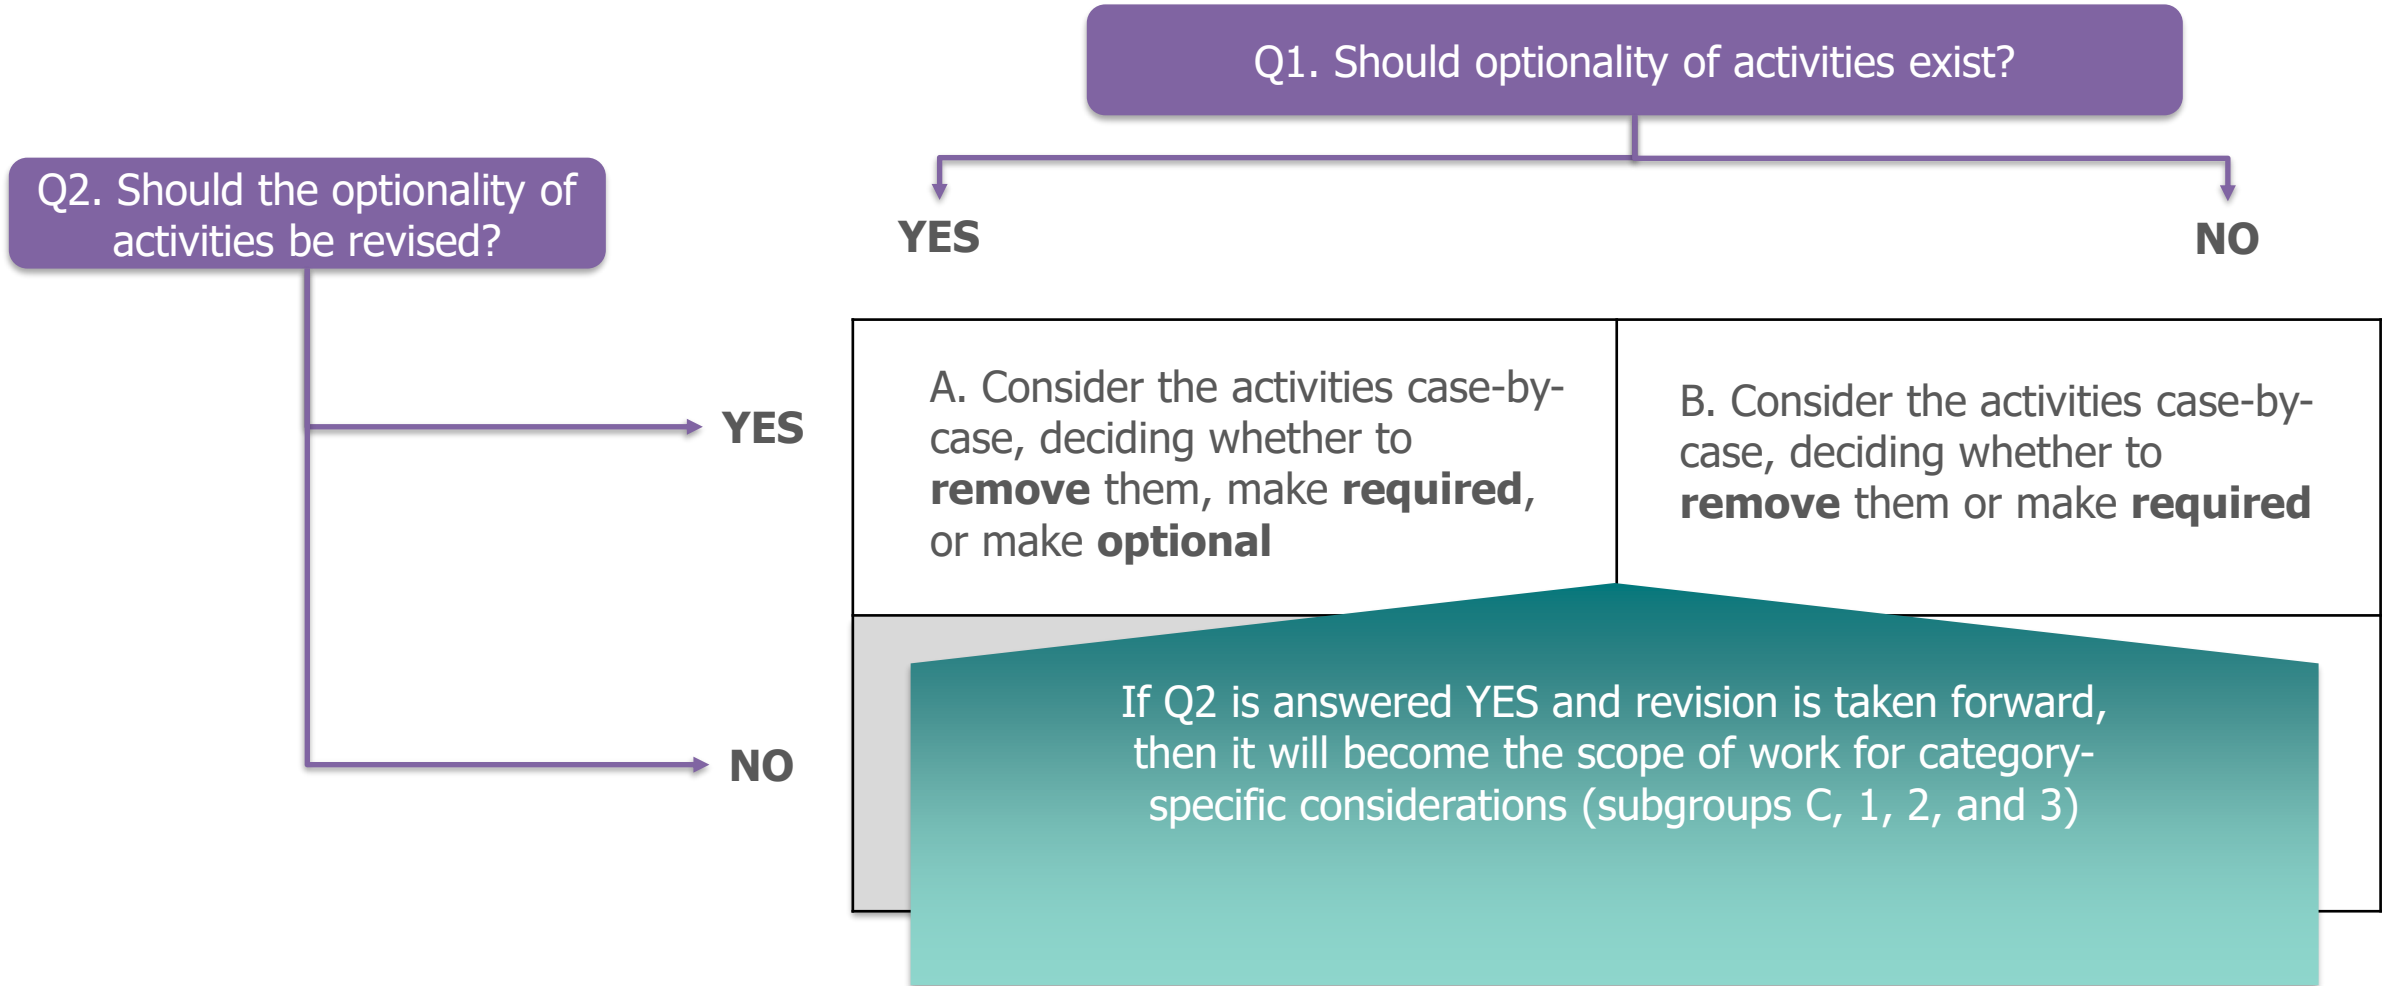 Q1. Should optionality of activities exist?
Q2. Should the optionality of
activities be revised?
YES
NO
YES
A. Consider the activities case-by-
case, deciding whether to
remove them, make required,
or make optional
B. Consider the activities case-by-
case, deciding whether to
remove them or make required
NO
If Q2 is answered YES and revision is taken forward,
then it will become the scope of work for category-
specific considerations (subgroups C, 1, 2, and 3)